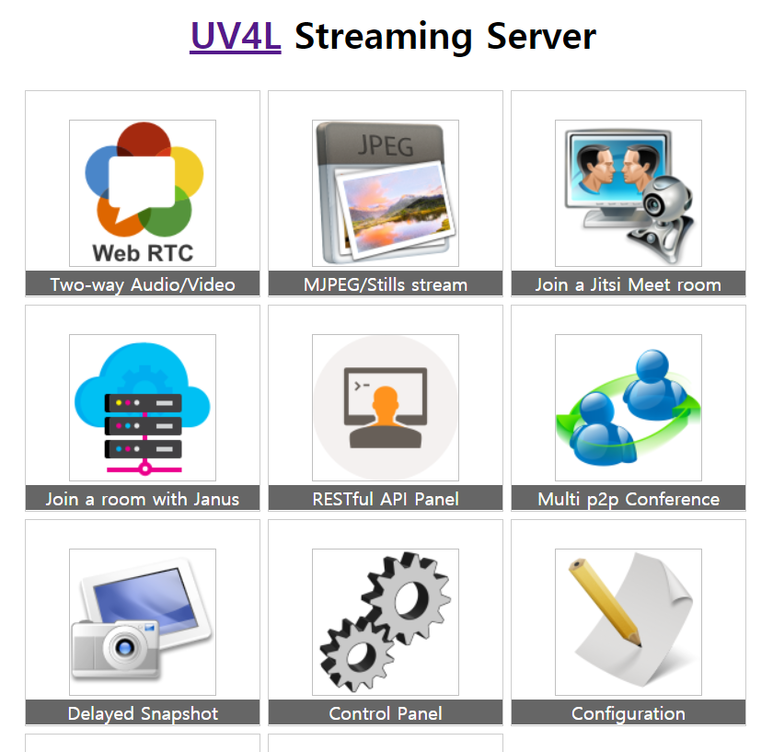 UV4L Streaming Server
Web RTC
Two-way Audio/Video
JPEG
MJPEG/Stills stream
Join a Jitsi Meet room
Join a room with Janus
>-
RESTful API Panel
Multi p2p Conference
Delayed Snapshot
Control Panel
Configuration